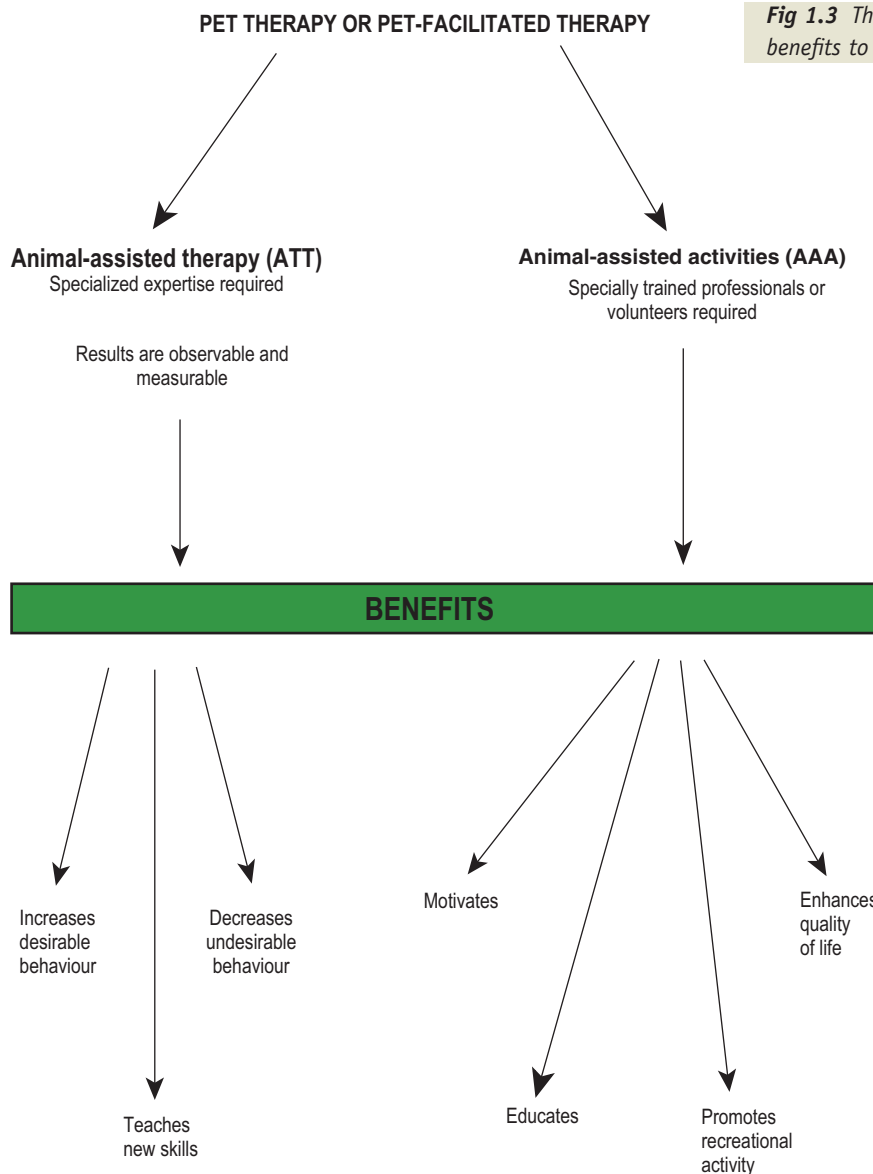 PET THERAPY OR PET-FACILITATED THERAPY
Fig 1.3 Th
benefits to
Animal-assisted therapy (ATT)
Specialized expertise required
Results are observable and
measurable
Animal-assisted activities (AAA)
Specially trained professionals or
volunteers required
BENEFITS
Increases
desirable
behaviour
Decreases
undesirable
behaviour
Teaches
new skills
Motivates
Enhances
quality
of life
Educates
Promotes
recreational
activity